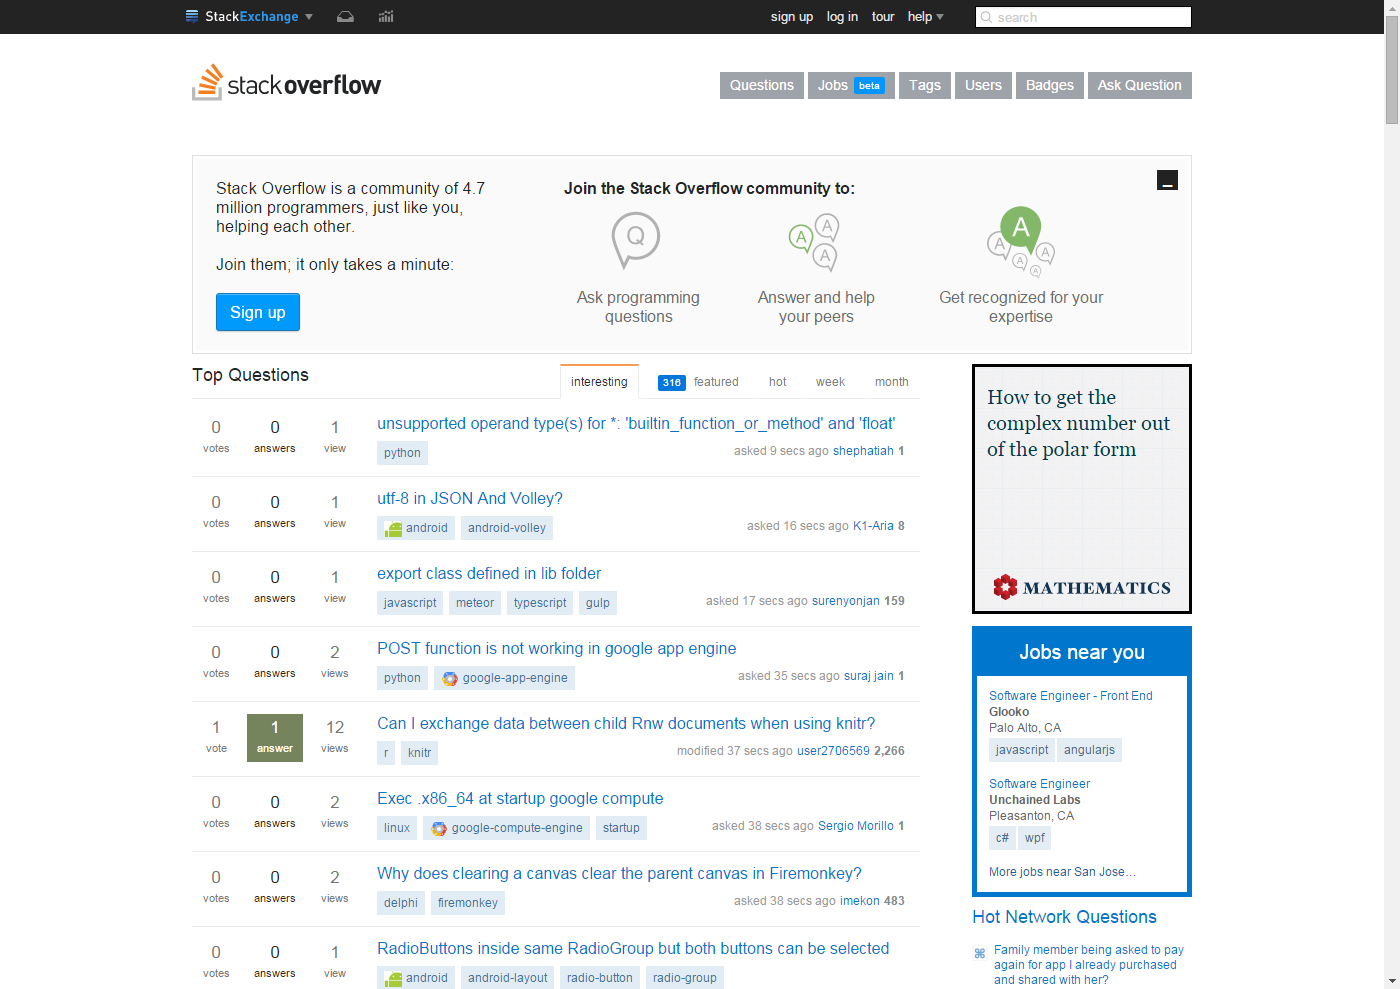 StackExchange
sign up log in tour help
search
stackoverflow
Questions Jobs beta Tags Users Badges Ask Question
Stack Overflow is a community of 4.7
million programmers, just like you,
helping each other.
Join them; it only takes a minute:
Sign up
Join the Stack Overflow community to:
Q
Ask programming
questions
A A A
Answer and help
your peers
A A A A A
Get recognized for your
expertise
Top Questions
interesting 316 featured hot week month
0 votes 0 answers 1 view
unsupported operand type(s) for *: 'builtin_function_or_method' and 'float'
python
asked 9 secs ago shephatiah 1
0 votes 0 answers 1 view
utf-8 in JSON And Volley?
android android-volley
asked 16 secs ago K1-Aria 8
0 votes 0 answers 1 view
export class defined in lib folder
javascript meteor typescript gulp
asked 17 secs ago surenyonjan 159
0 votes 0 answers 2 views
POST function is not working in google app engine
python google-app-engine
asked 35 secs ago suraj jain 1
1 vote 1 answer 12 views
Can I exchange data between child Rnw documents when using knitr?
r knitr
modified 37 secs ago user2706569 2,266
0 votes 0 answers 2 views
Exec .x86_64 at startup google compute
linux google-compute-engine startup
asked 38 secs ago Sergio Morillo 1
0 votes 0 answers 2 views
Why does clearing a canvas clear the parent canvas in Firemonkey?
delphi firemonkey
asked 38 secs ago imekon 483
0 votes 0 answers 1 view
RadioButtons inside same RadioGroup but both buttons can be selected
android android-layout radio-button radio-group
How to get the
complex number out
of the polar form
MATHEMATICS
Jobs near you
Software Engineer - Front End
Glooko
Palo Alto, CA
javascript angularjs
Software Engineer
Unchained Labs
Pleasanton, CA
c# wpf
More jobs near San Jose…
Hot Network Questions
Family member being asked to pay
again for app I already purchased
and shared with her?